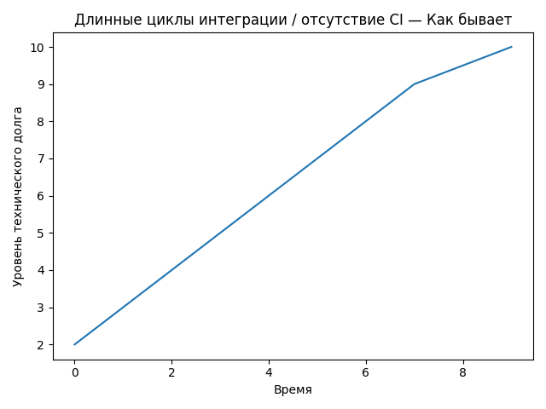 Длинные циклы интеграции / отсутствие CI — Как бывает
10
9
8
7
6
5
4
3
2
Уровень технического долга
0 2 4 6 8
Время